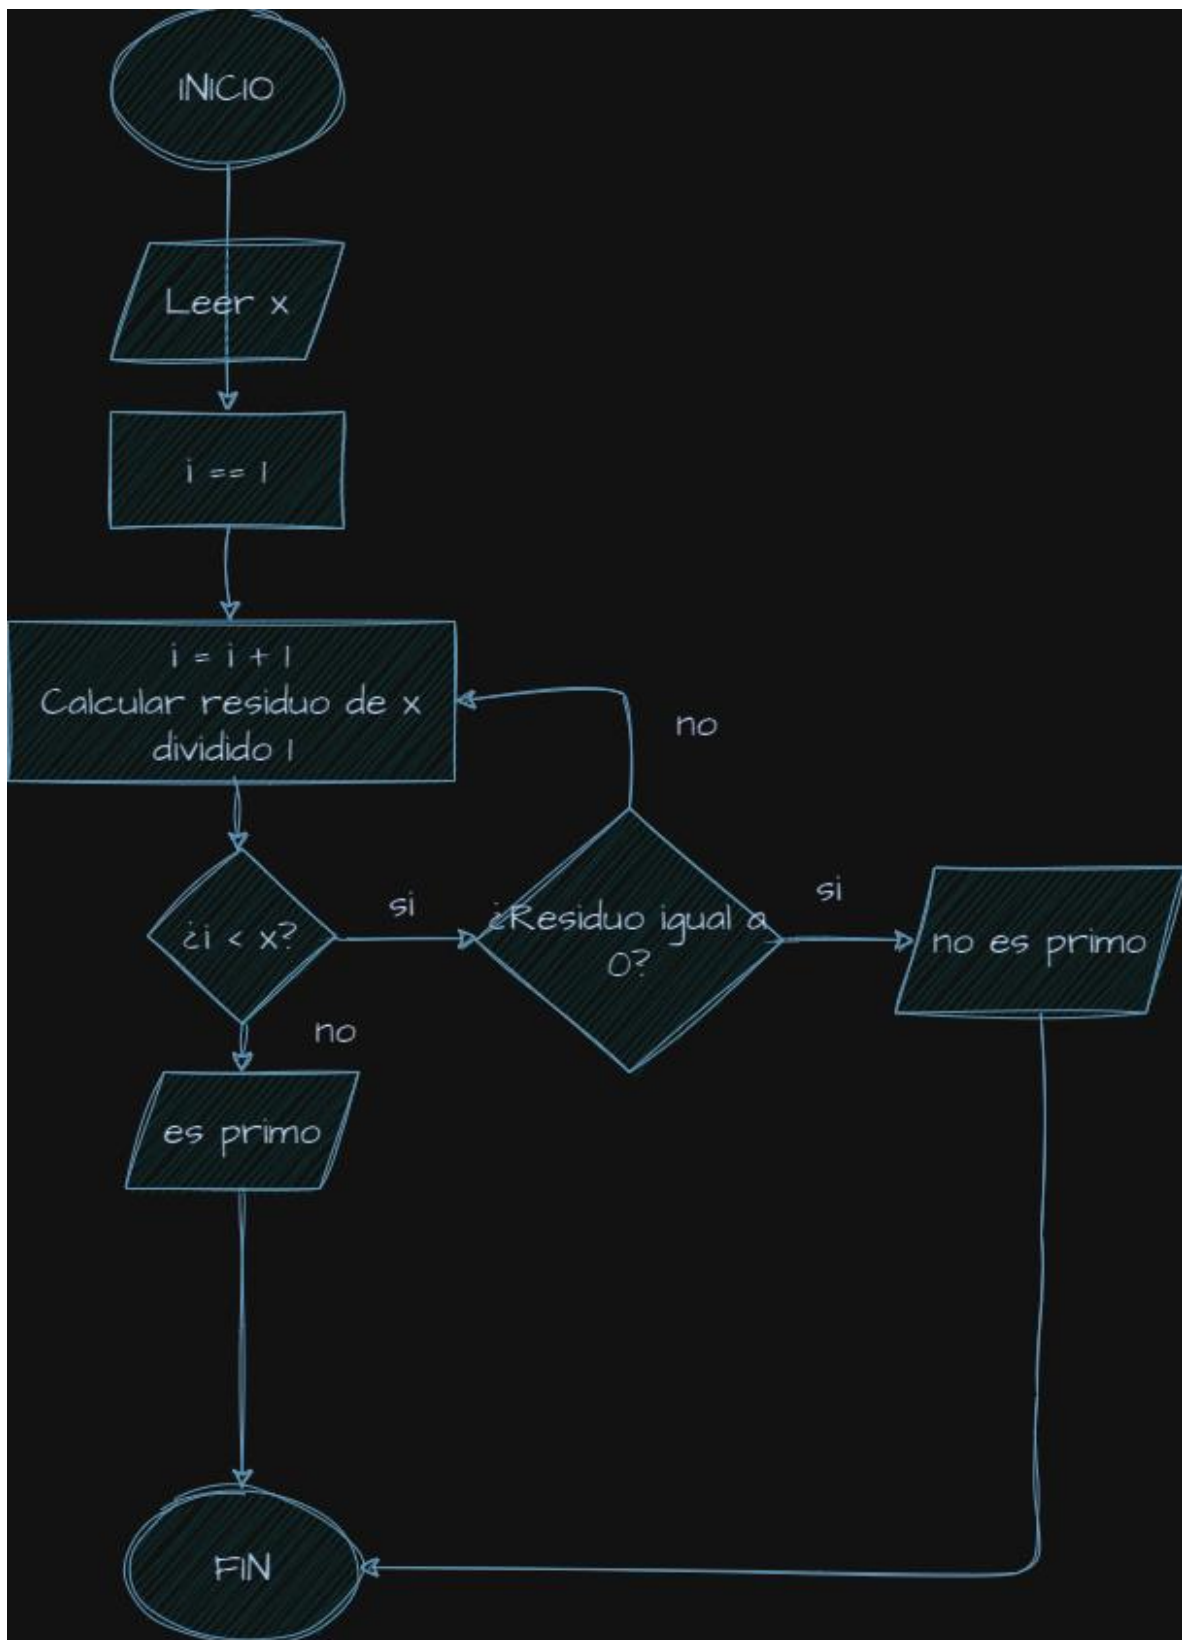 INICIO
Leer x
i == 1
i = i + 1
Calcular residuo de x
dividido 1
no
si
¿Residuo igual a
0?
si
no es primo
¿i < x?
no
es primo
FIN